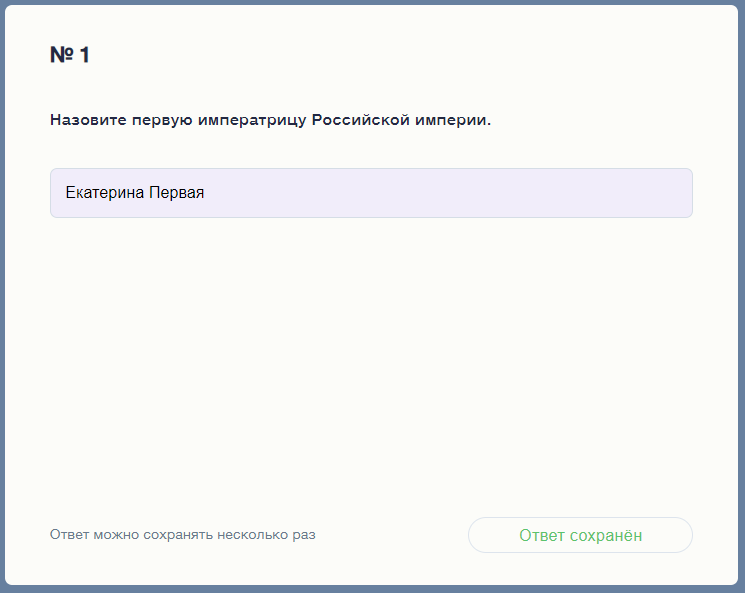 № 1
Назовите первую императрицу Российской империи.
Екатерина Первая
Ответ можно сохранять несколько раз
Ответ сохранён